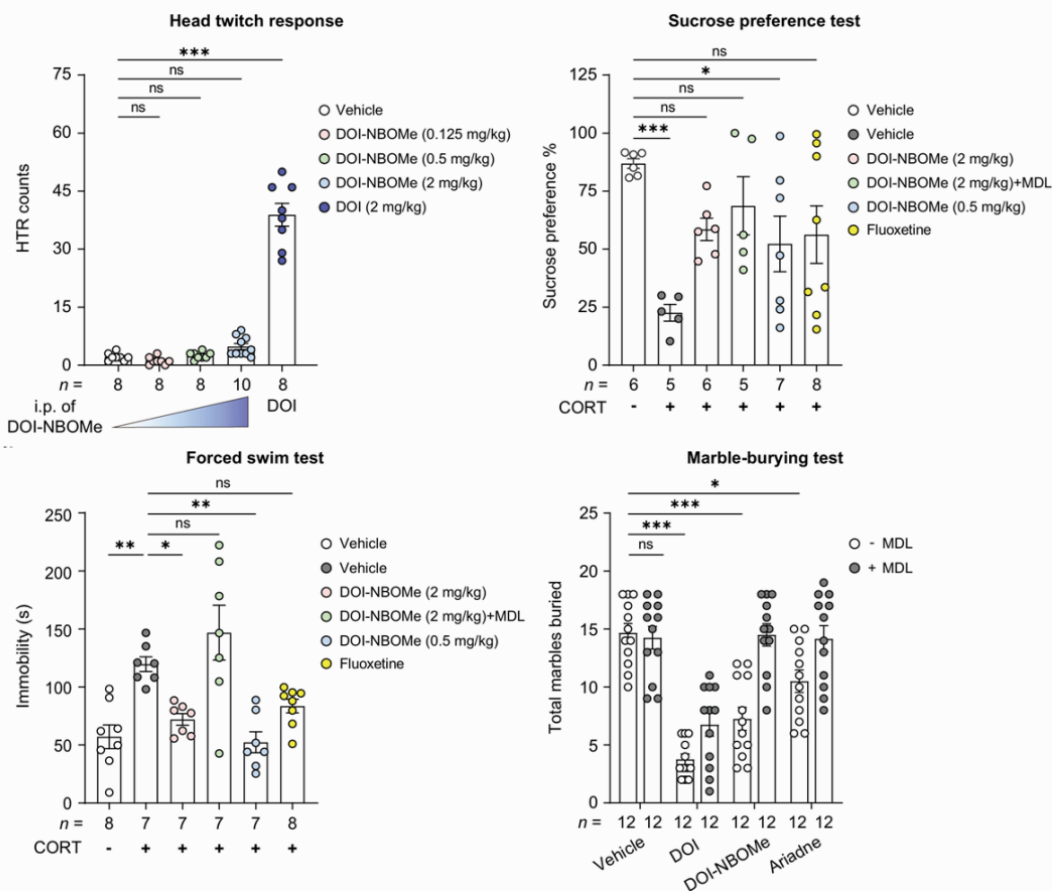 Head twitch response
***
ns
ns
ns
75
60
45
30
15
0
HTR counts
Vehicle
DOI-NBOMe (0.125 mg/kg)
DOI-NBOMe (0.5 mg/kg)
DOI-NBOMe (2 mg/kg)
DOI (2 mg/kg)
n = 8 8 8 10 8
i.p. of
DOI-NBOMe
DOI
Sucrose preference test
ns
*
ns
ns
***
125
100
75
50
25
0
Sucrose preference %
Vehicle
Vehicle
DOI-NBOMe (2 mg/kg)
DOI-NBOMe (2 mg/kg)+MDL
DOI-NBOMe (0.5 mg/kg)
Fluoxetine
n = 6 5 6 5 7 8
CORT - + + + + +
Forced swim test
ns
**
ns
** *
250
200
150
100
50
0
Immobility (s)
Vehicle
Vehicle
DOI-NBOMe (2 mg/kg)
DOI-NBOMe (2 mg/kg)+MDL
DOI-NBOMe (0.5 mg/kg)
Fluoxetine
n = 8 7 7 7 7 8
CORT - + + + + +
Marble-burying test
*
***
***
ns
25
20
15
10
5
0
Total marbles buried
- MDL
+ MDL
n = 12 12 12 12 12 12 12 12
Vehicle
DOI
DOI-NBOMe
Ariadne